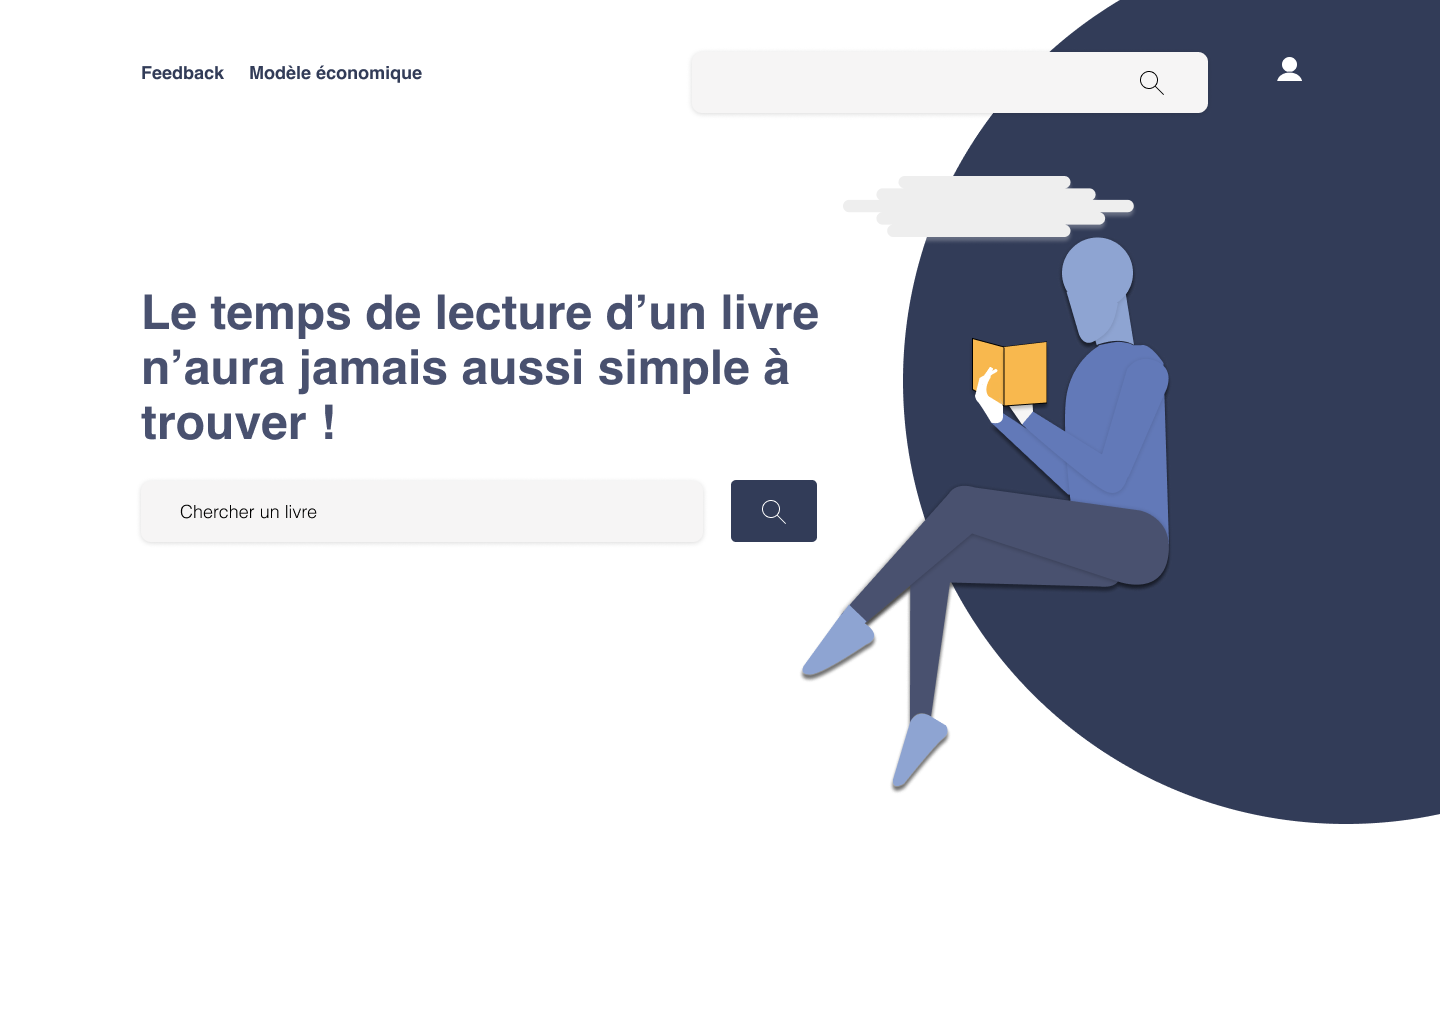 Feedback Modèle économique
Le temps de lecture d’un livre
n’aura jamais aussi simple à
trouver !
Chercher un livre